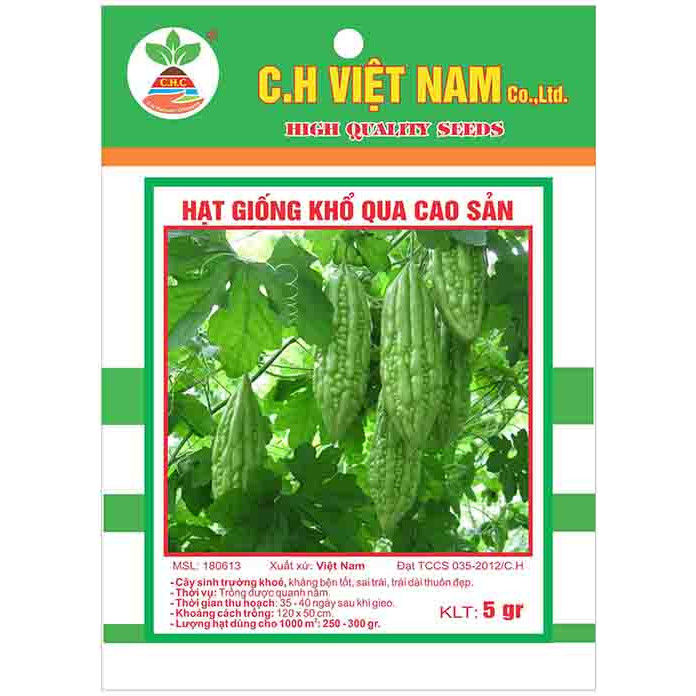 C.H.C
C.H VIỆT NAM Co.,Ltd.
HIGH QUALITY SEEDS
HẠT GIỐNG KHỔ QUA CAO SẢN
MSL: 180613 Xuất xứ: Việt Nam Đạt TCCS 035-2012/C.H
- Cây sinh trưởng khoẻ, kháng bện tốt, sai trái, trái dài thuôn đẹp.
- Thời vụ: Trồng được quanh năm.
- Thời gian thu hoạch: 35 - 40 ngày sau khi gieo.
- Khoảng cách trồng: 120 x 50 cm.
- Lượng hạt dùng cho 1000 m²: 250 - 300 gr.
KLT: 5 gr